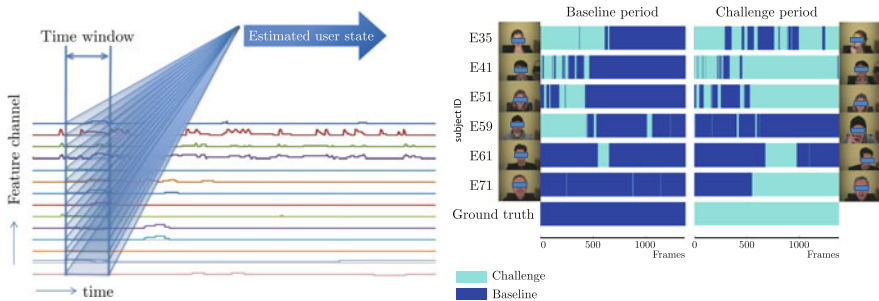 Time window
Estimated user state
Feature channel
time
Baseline period
Challenge period
subject ID
E35
E41
E51
E59
E61
E71
Ground truth
0
500
1000
Frames
0
500
1000
Frames
Challenge
Baseline